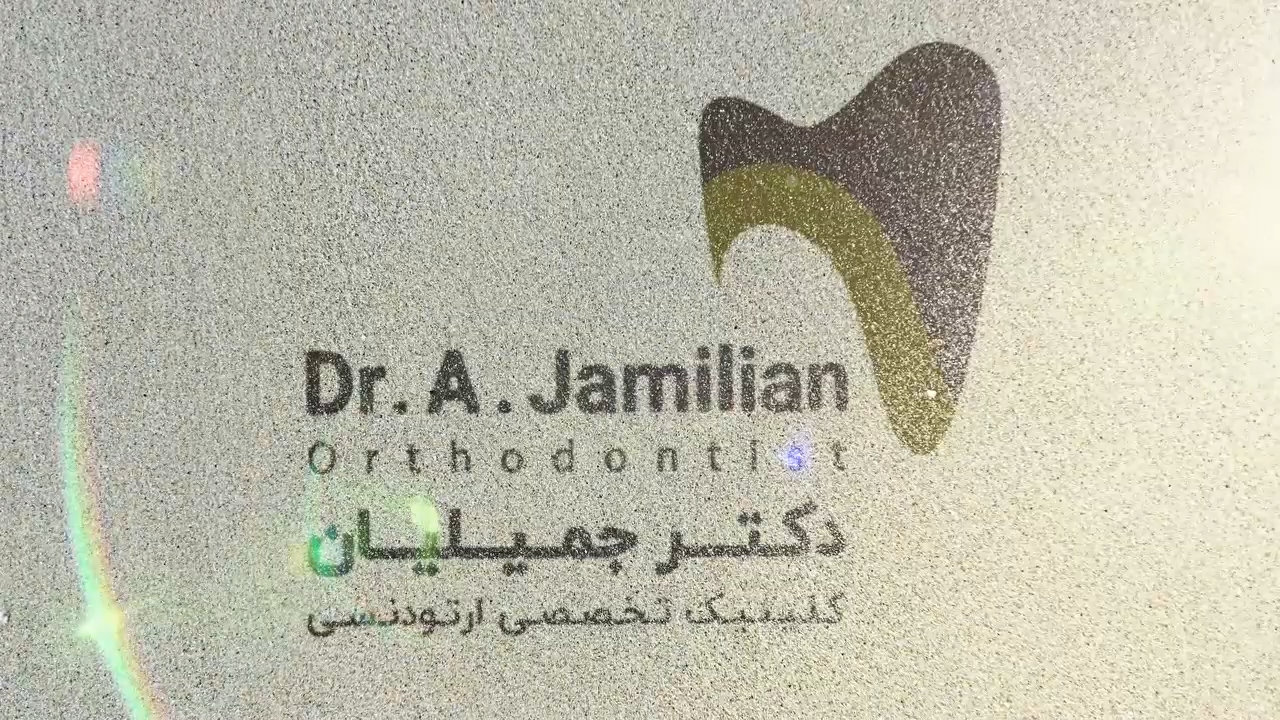 Dr. A. Jamilian
Orthodontist
دکتر جمیلیان
کلینیک تخصصی ارتودنسی